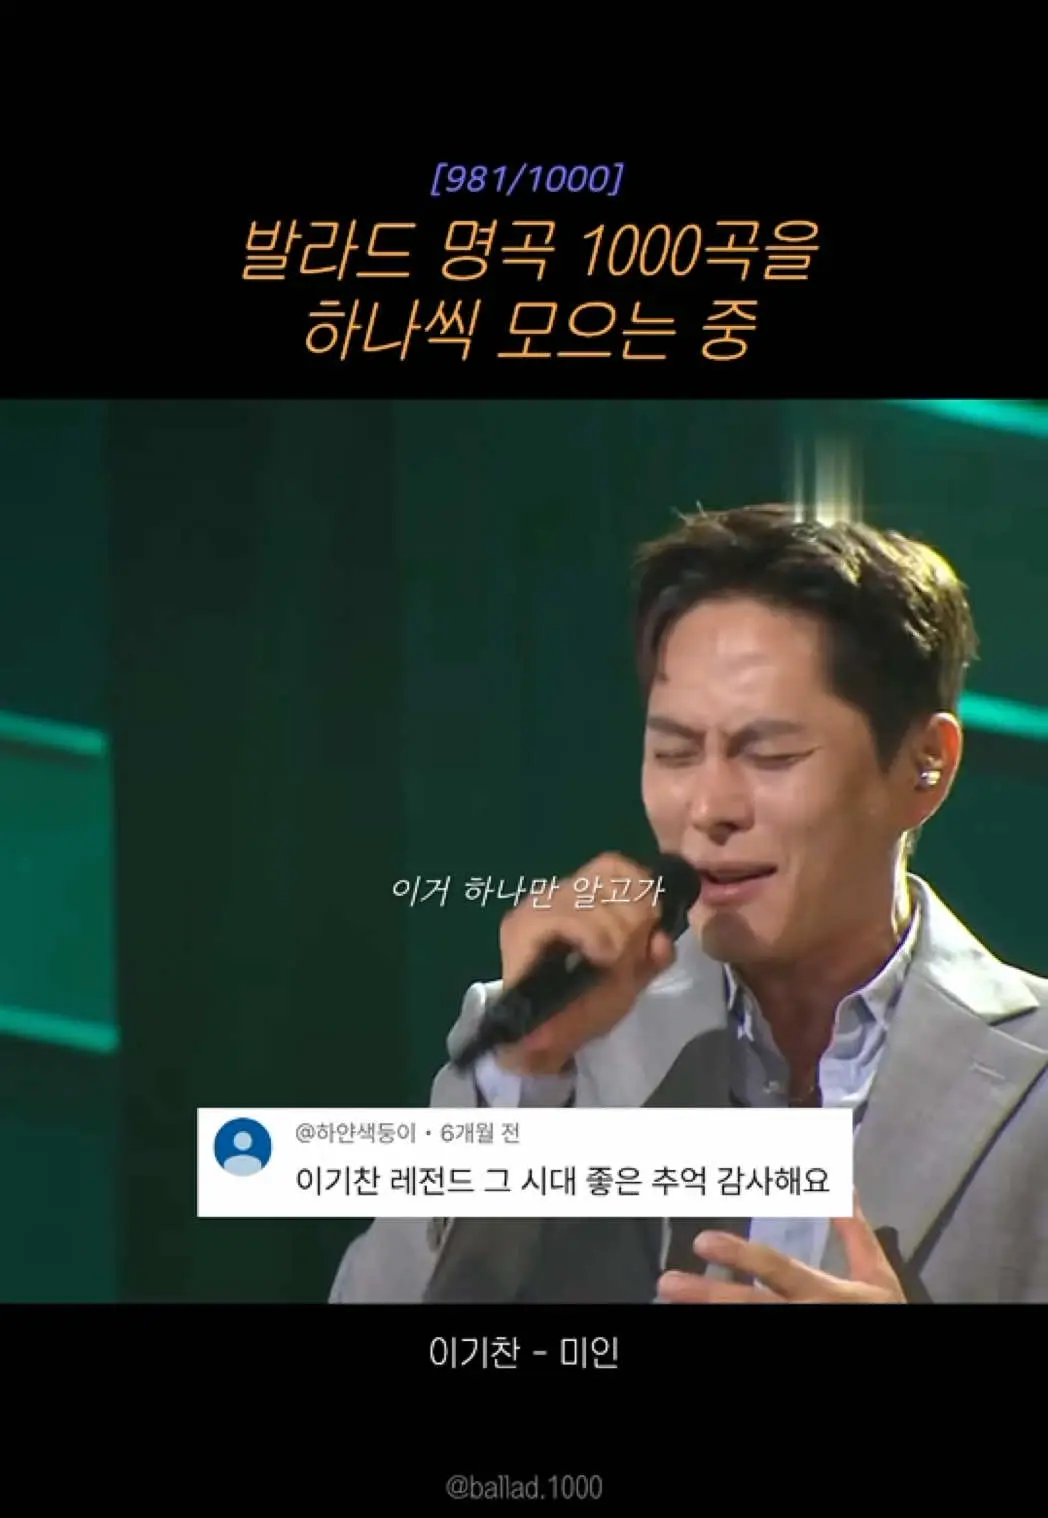 [981/1000]
발라드 명곡 1000곡을
하나씩 모으는 중
이거 하나만 알고가
@하얀색둥이 · 6개월 전
이기찬 레전드 그 시대 좋은 추억 감사해요
이기찬 - 미인
@ballad.1000